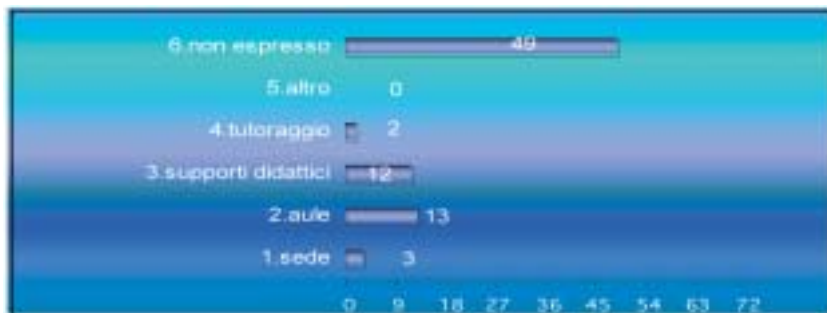 6.non espresso 49
5.altro 0
4.tutoraggio 2
3.supporti didattici 12
2.aule 13
1.sede 3
0 9 18 27 36 45 54 63 72